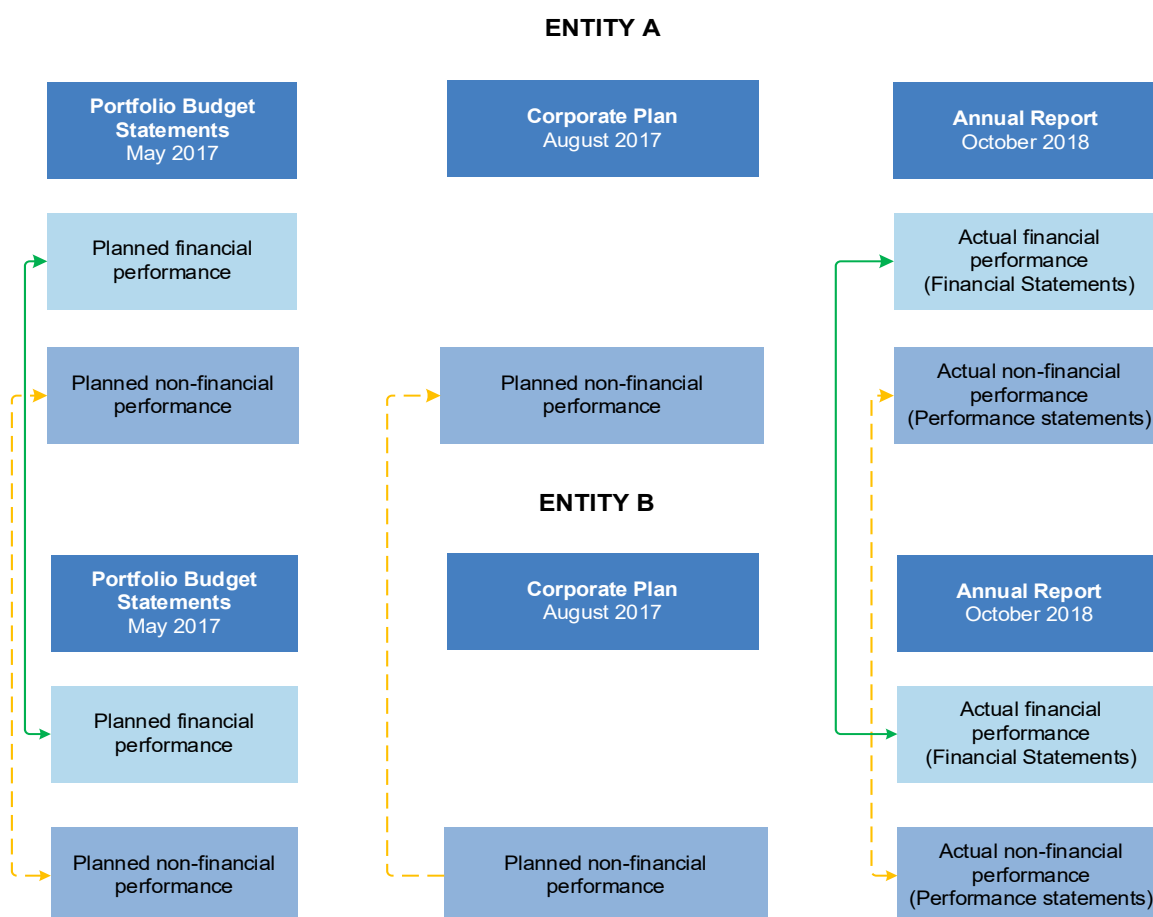 ENTITY A
Portfolio Budget
Statements
May 2017
Corporate Plan
August 2017
Annual Report
October 2018
Planned financial
performance
Actual financial
performance
(Financial Statements)
Planned non-financial
performance
Planned non-financial
performance
Actual non-financial
performance
(Performance statements)
ENTITY B
Portfolio Budget
Statements
May 2017
Corporate Plan
August 2017
Annual Report
October 2018
Planned financial
performance
Actual financial
performance
(Financial Statements)
Planned non-financial
performance
Planned non-financial
performance
Actual non-financial
performance
(Performance statements)